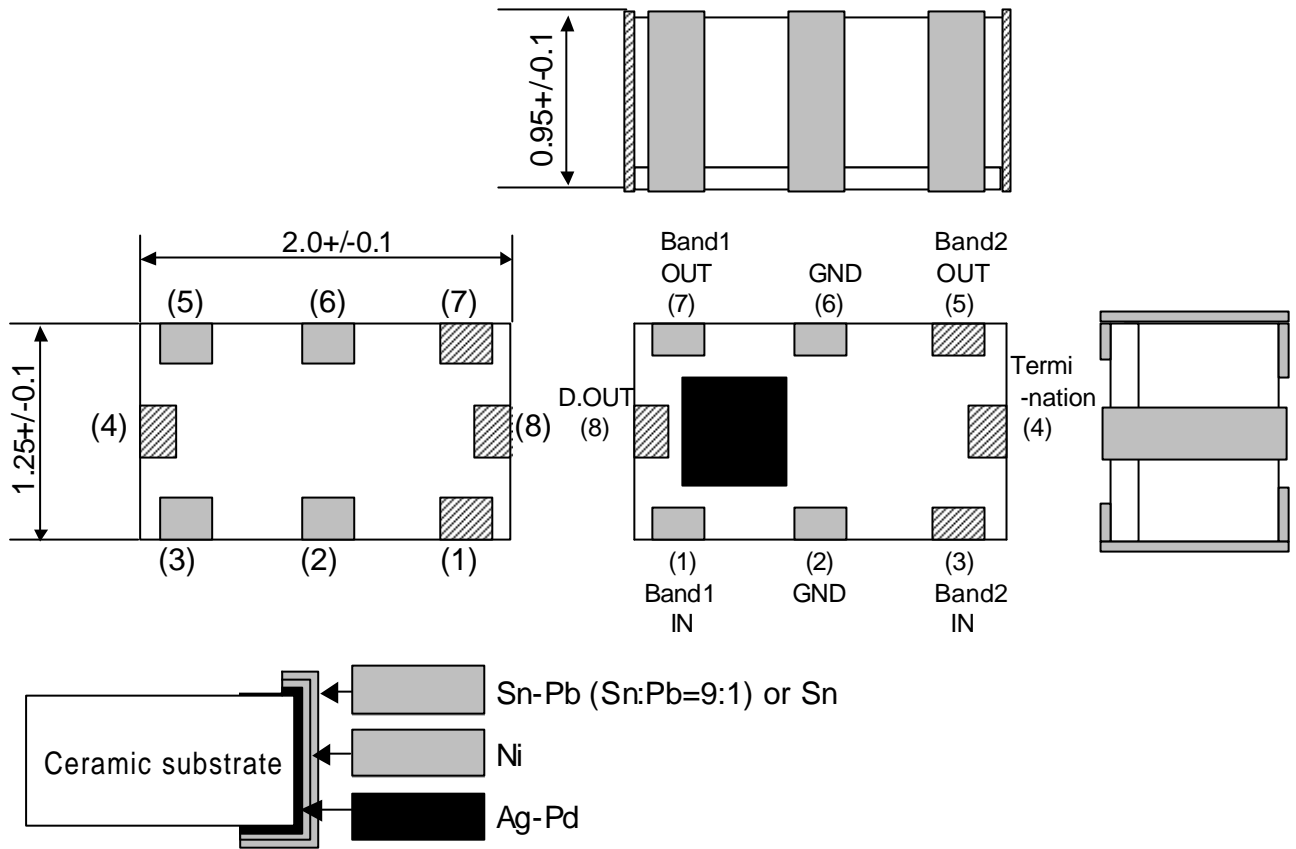 0.95+/-0.1
2.0+/-0.1
(5) (6) (7)
1.25+/-0.1
(4) (8)
(3) (2) (1)
Band1
OUT
(7)
GND
(6)
Band2
OUT
(5)
D.OUT
(8)
Termi
-nation
(4)
(1)
Band1
IN
(2)
GND
(3)
Band2
IN
Ceramic substrate
Sn-Pb (Sn:Pb=9:1) or Sn
Ni
Ag-Pd